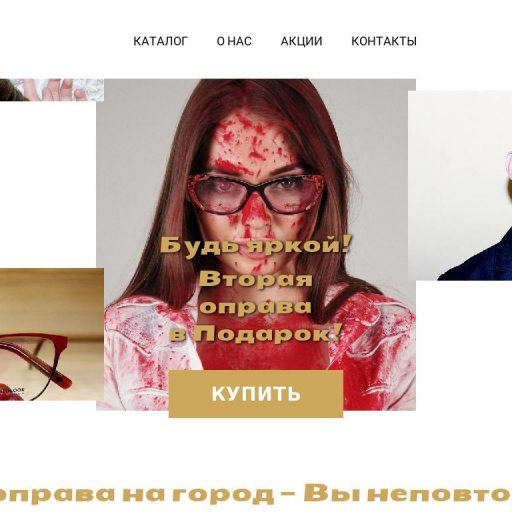 КАТАЛОГ О НАС АКЦИИ КОНТАКТЫ
Будь яркой!
Вторая
оправа
в Подарок!
КУПИТЬ
оправа на город – Вы неповто